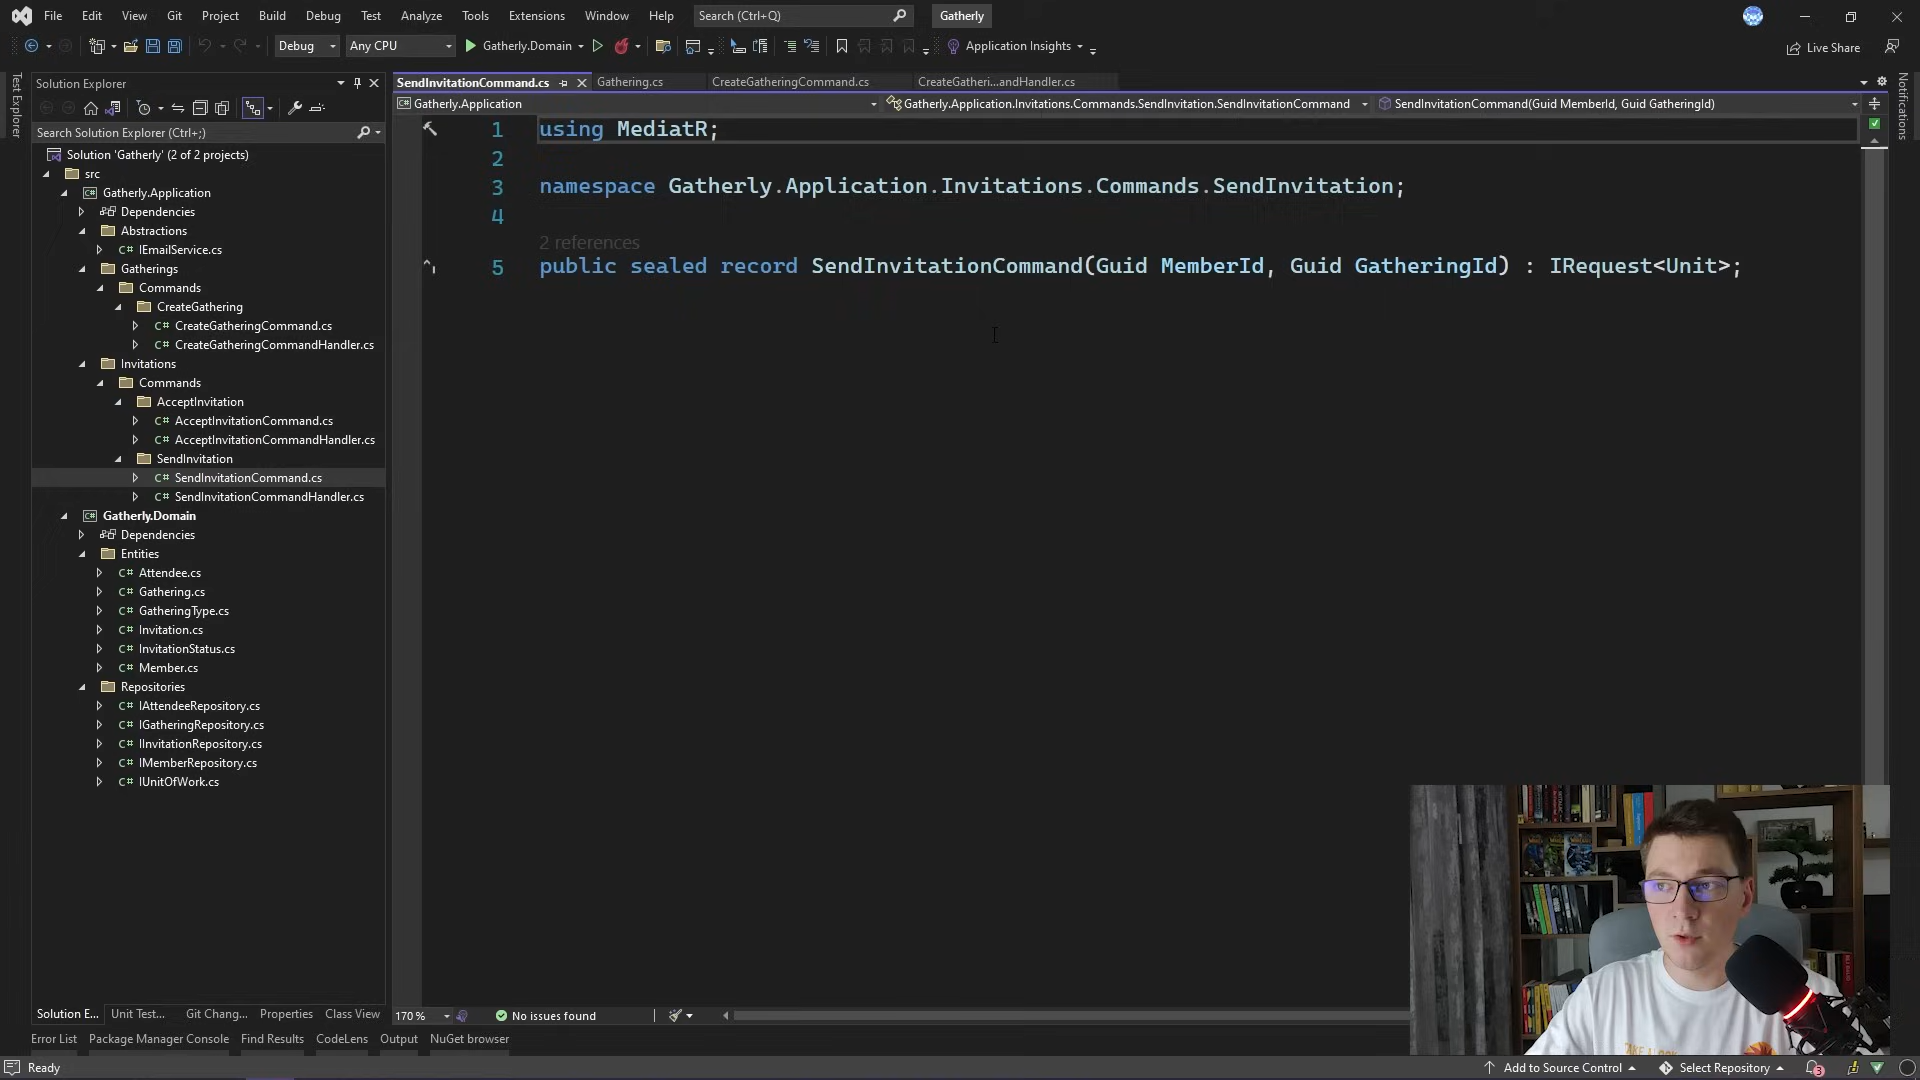 File Edit View Git Project Build Debug Test Analyze Tools Extensions Window Help Search (Ctrl+Q) Gatherly
Debug Any CPU Gatherly.Domain Application Insights Live Share
Test Explorer
Solution Explorer
Search Solution Explorer (Ctrl+;)
Solution 'Gatherly' (2 of 2 projects)
src
Gatherly.Application
Dependencies
Abstractions
C# IEmailService.cs
Gatherings
Commands
CreateGathering
C# CreateGatheringCommand.cs
C# CreateGatheringCommandHandler.cs
Invitations
Commands
AcceptInvitation
C# AcceptInvitationCommand.cs
C# AcceptInvitationCommandHandler.cs
SendInvitation
C# SendInvitationCommand.cs
C# SendInvitationCommandHandler.cs
C# Gatherly.Domain
Dependencies
Entities
C# Attendee.cs
C# Gathering.cs
C# GatheringType.cs
C# Invitation.cs
C# InvitationStatus.cs
C# Member.cs
Repositories
C# IAttendeeRepository.cs
C# IGatheringRepository.cs
C# IInvitationRepository.cs
C# IMemberRepository.cs
C# IUnitOfWork.cs
Solution E... Unit Test... Git Chang... Properties Class View
SendInvitationCommand.cs Gathering.cs CreateGatheringCommand.cs CreateGatheri...andHandler.cs
C# Gatherly.Application Gatherly.Application.Invitations.Commands.SendInvitation.SendInvitationCommand SendInvitationCommand(Guid MemberId, Guid GatheringId)
Notifications
1 using MediatR;
2
3 namespace Gatherly.Application.Invitations.Commands.SendInvitation;
4
2 references
5 public sealed record SendInvitationCommand(Guid MemberId, Guid GatheringId) : IRequest<Unit>;
170 % No issues found
Error List Package Manager Console Find Results CodeLens Output NuGet browser
Ready Add to Source Control Select Repository 3